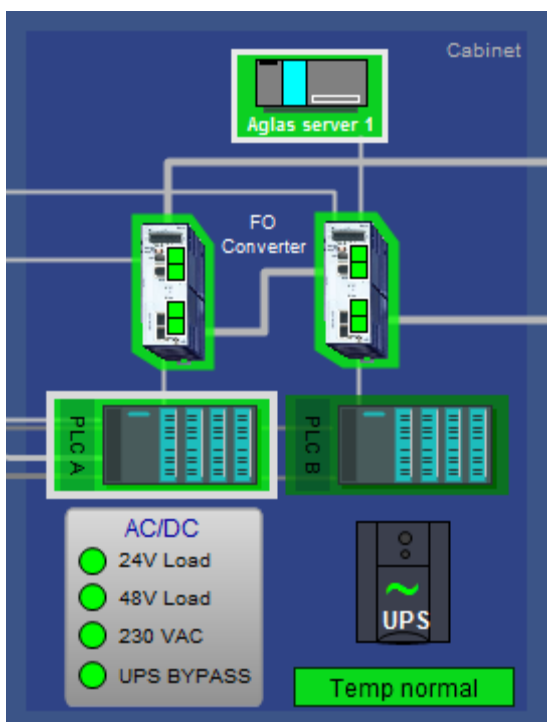 Cabinet
Aglas server 1
FO
Converter
PLC A
PLC B
AC/DC
24V Load
48V Load
230 VAC
UPS BYPASS
UPS
Temp normal